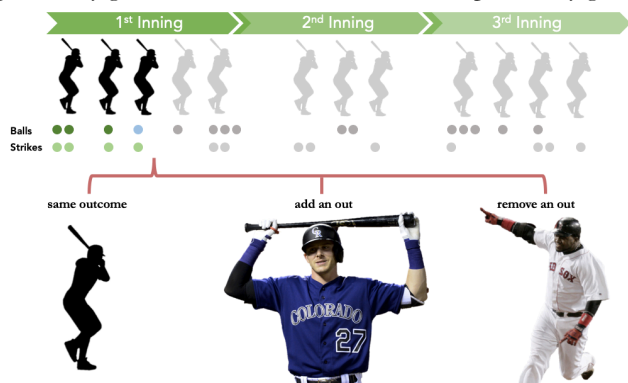 1st Inning 2nd Inning 3rd Inning
Balls
Strikes
same outcome add an out remove an out
CR
COLORADO
27
RED SOX